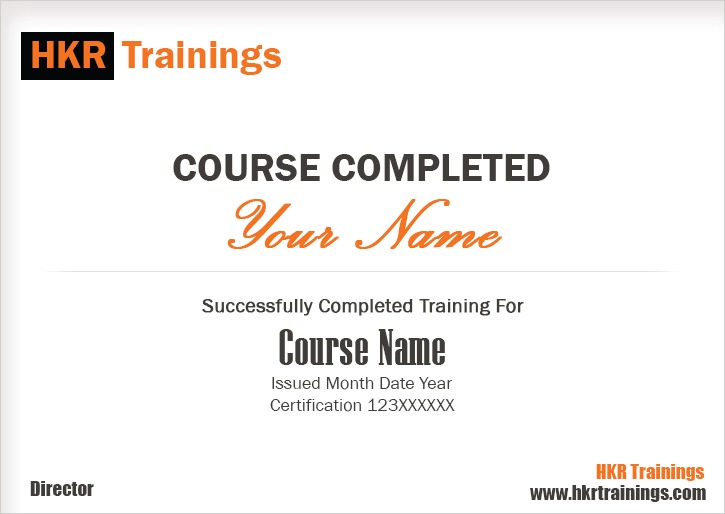 HKR Trainings
COURSE COMPLETED
Your Name
Successfully Completed Training For
Course Name
Issued Month Date Year
Certification 123XXXXXX
HKR Trainings
Director
www.hkrtrainings.com